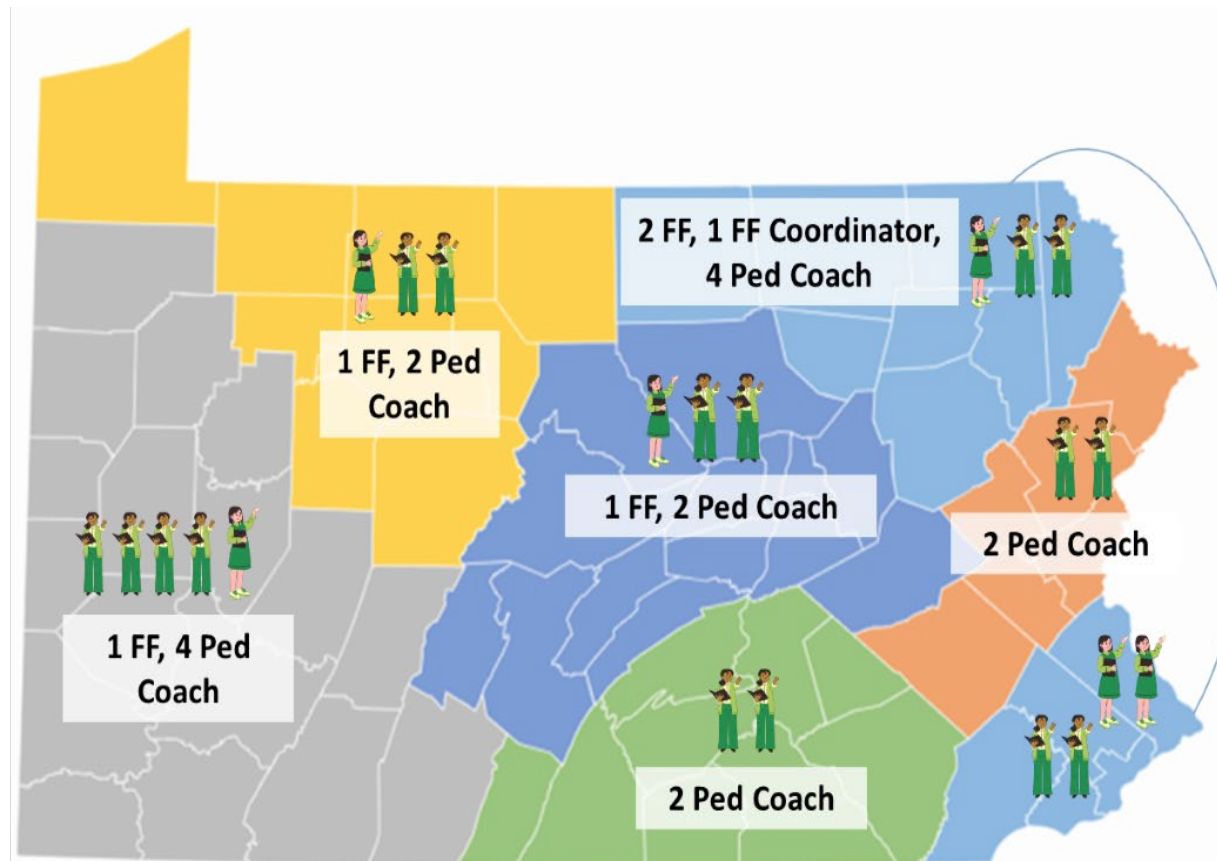 2 FF, 1 FF Coordinator,
4 Ped Coach
1 FF, 2 Ped
Coach
1 FF, 2 Ped Coach
2 Ped Coach
1 FF, 4 Ped
Coach
2 Ped Coach